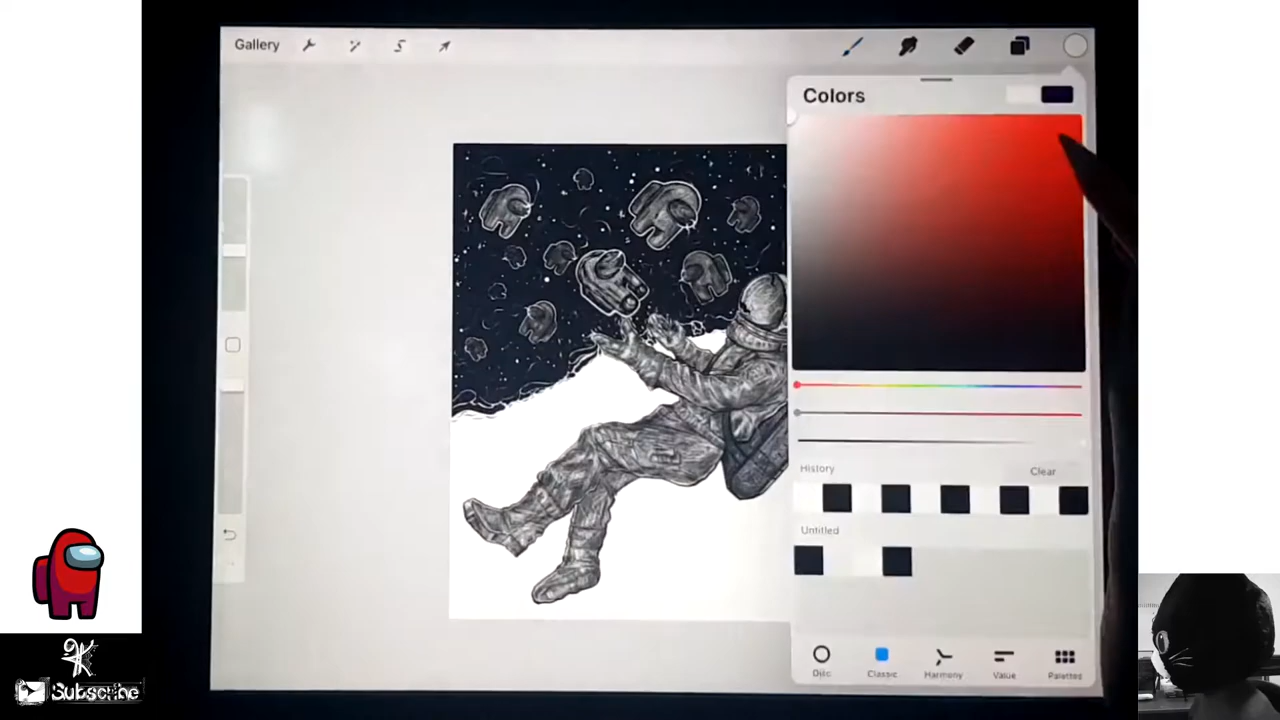 Gallery
Colors
History
Clear
Untitled
Disc
Classic
Harmony
Value
Palettes
Subscribe